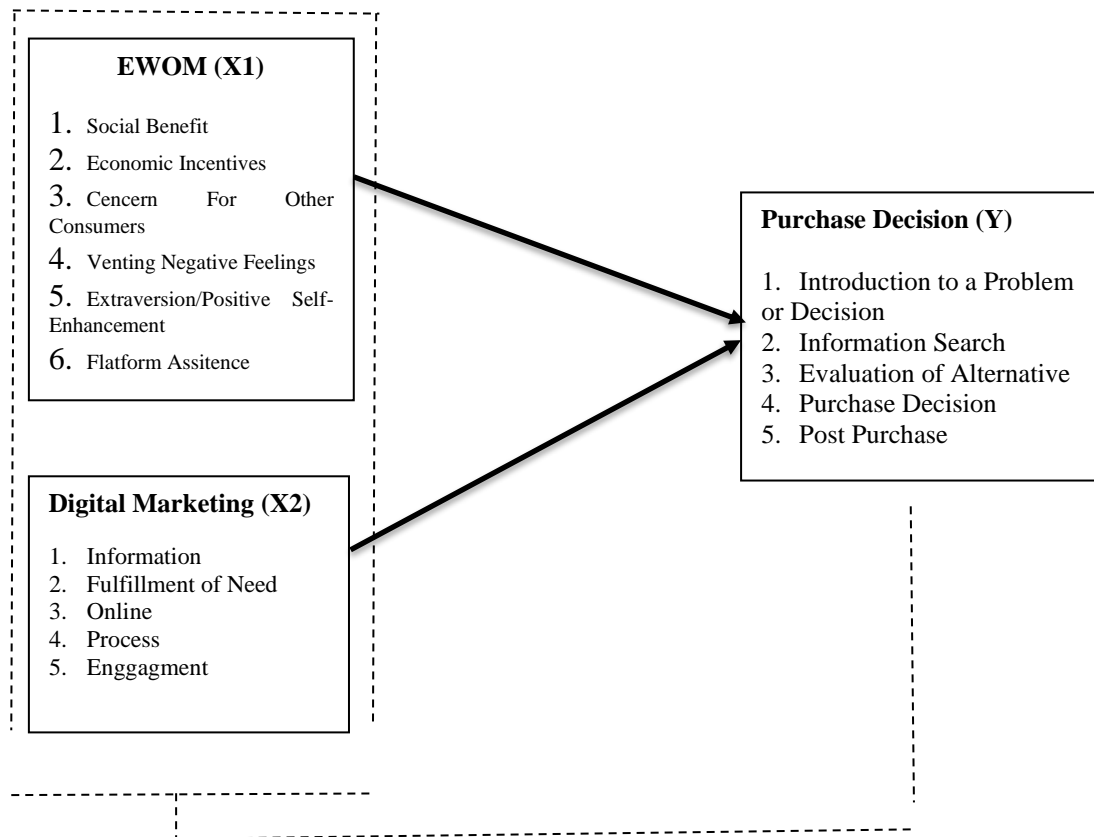 EWOM (X1)
1. Social Benefit
2. Economic Incentives
3. Cencern For Other
Consumers
4. Venting Negative Feelings
5. Extraversion/Positive Self-
Enhancement
6. Flatform Assitence
Purchase Decision (Y)
1. Introduction to a Problem
or Decision
2. Information Search
3. Evaluation of Alternative
4. Purchase Decision
5. Post Purchase
Digital Marketing (X2)
1. Information
2. Fulfillment of Need
3. Online
4. Process
5. Enggagment